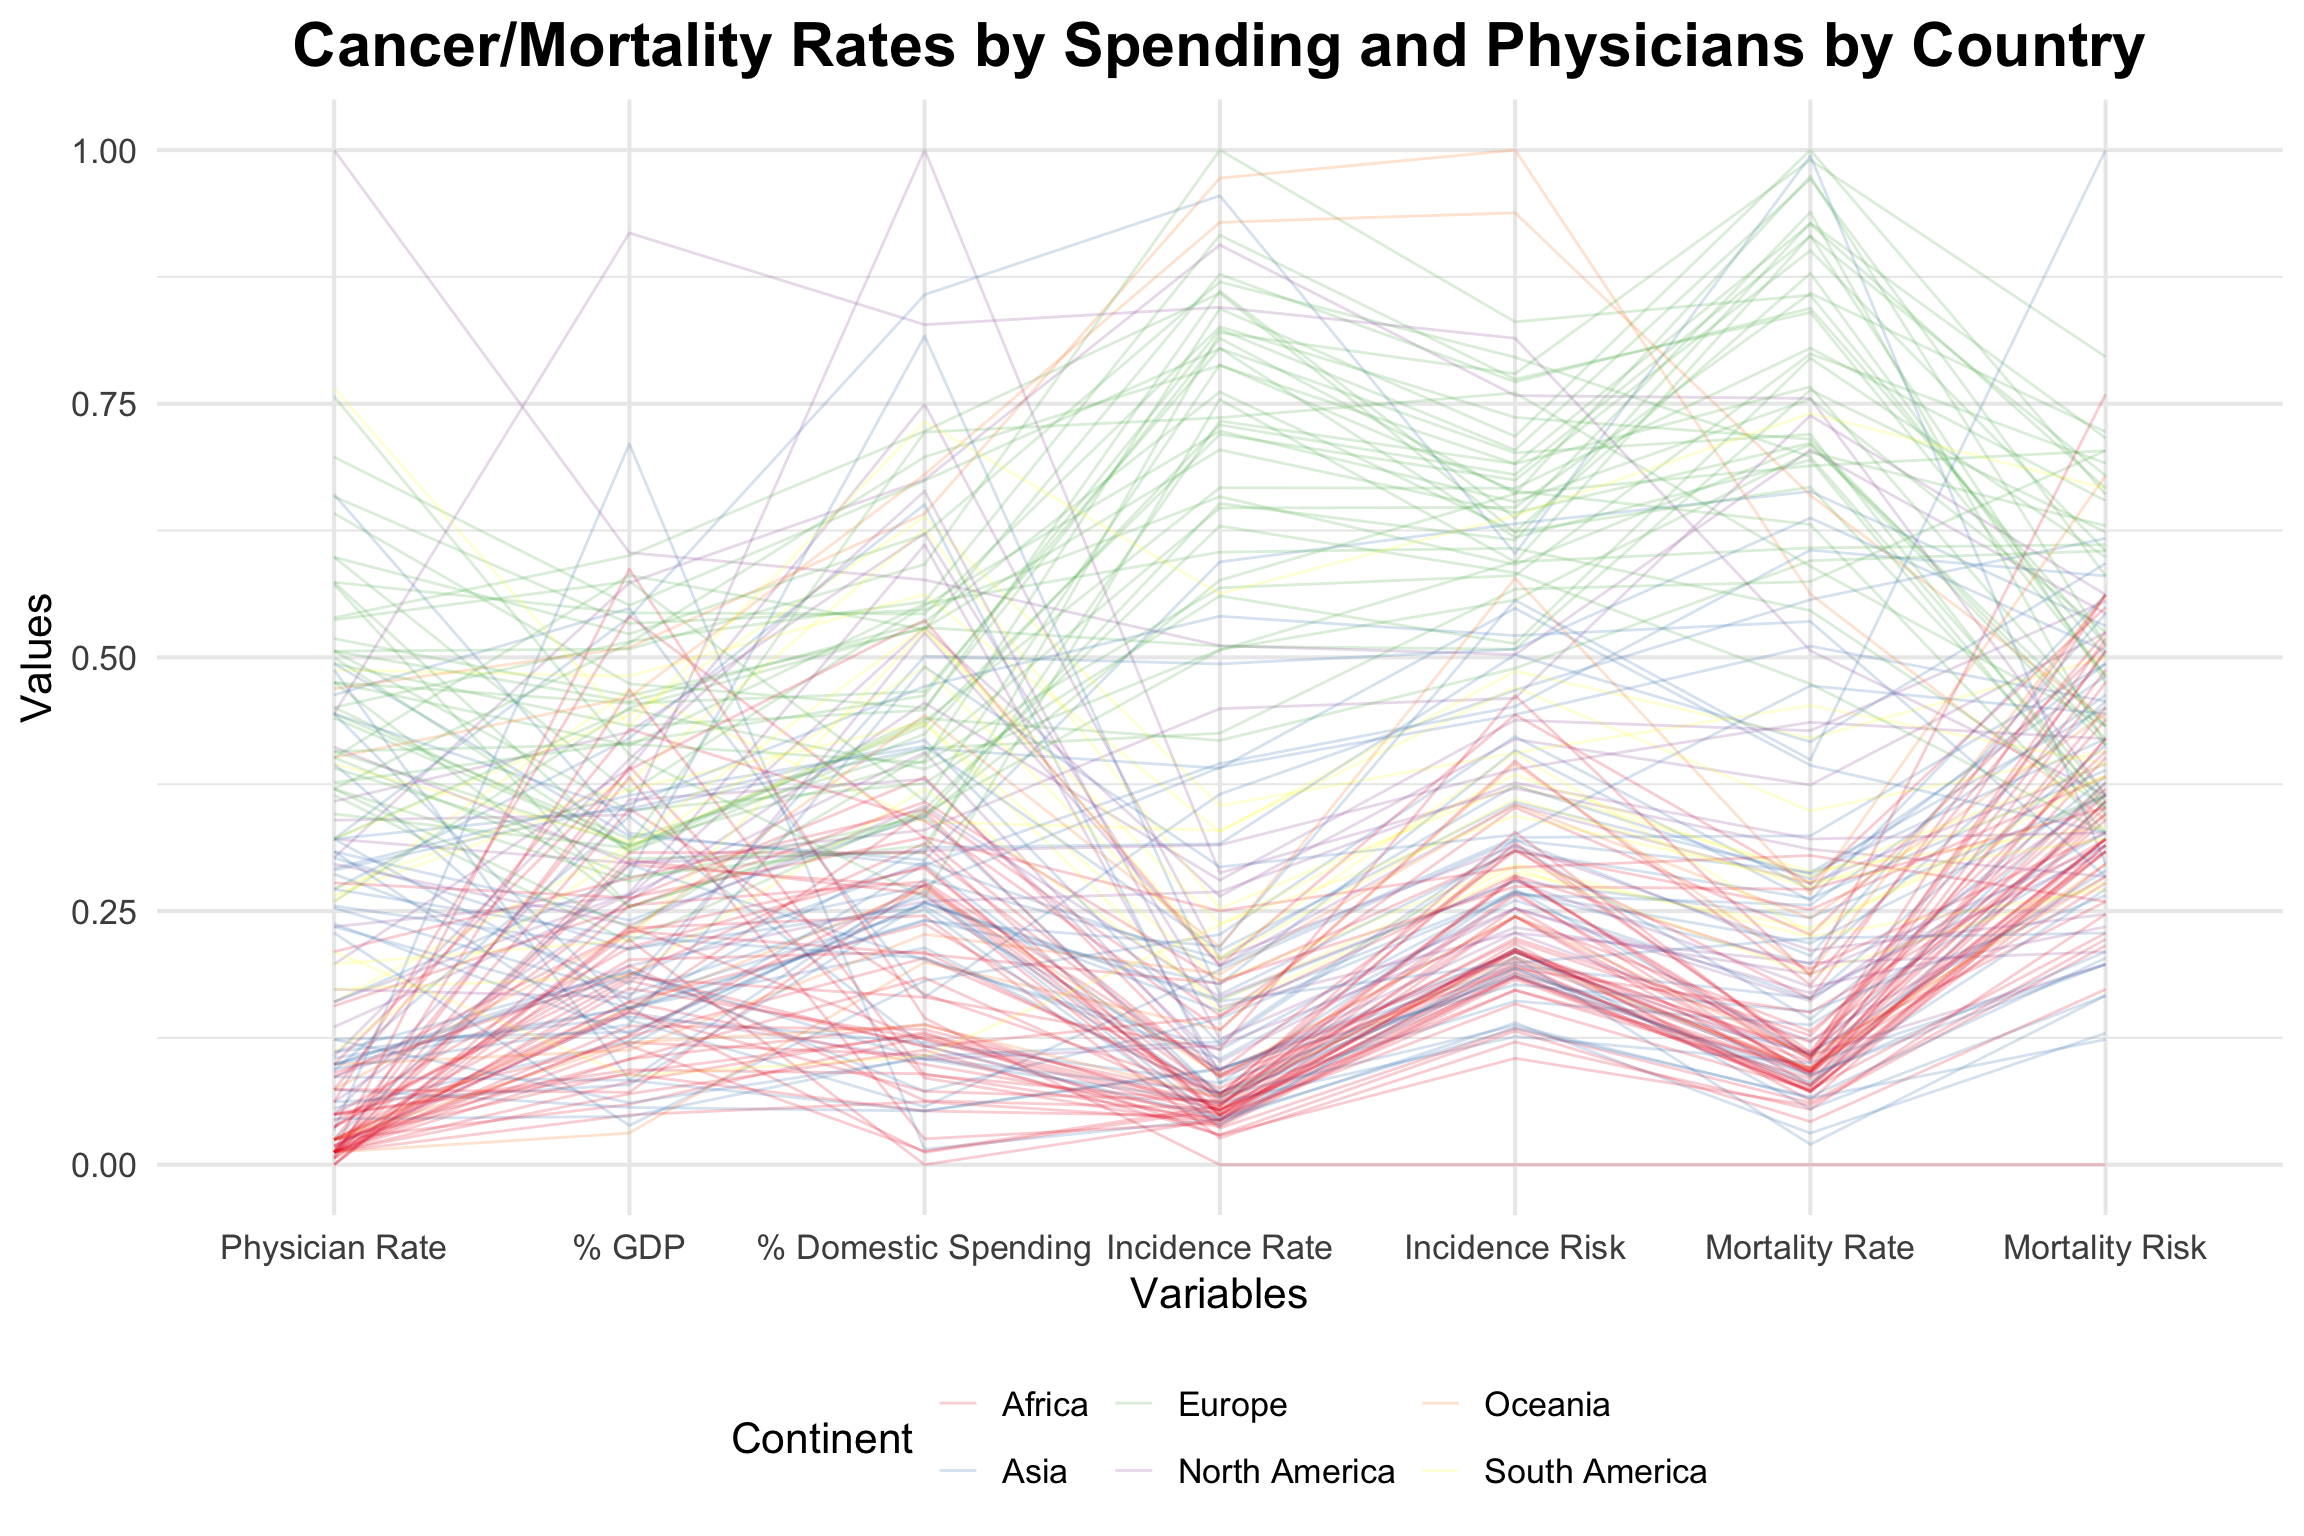 Cancer/Mortality Rates by Spending and Physicians by Country
1.00
0.75
0.50
0.25
0.00
Values
Physician Rate % GDP % Domestic Spending Incidence Rate Incidence Risk Mortality Rate Mortality Risk
Variables
Continent
Africa Europe Oceania
Asia North America South America